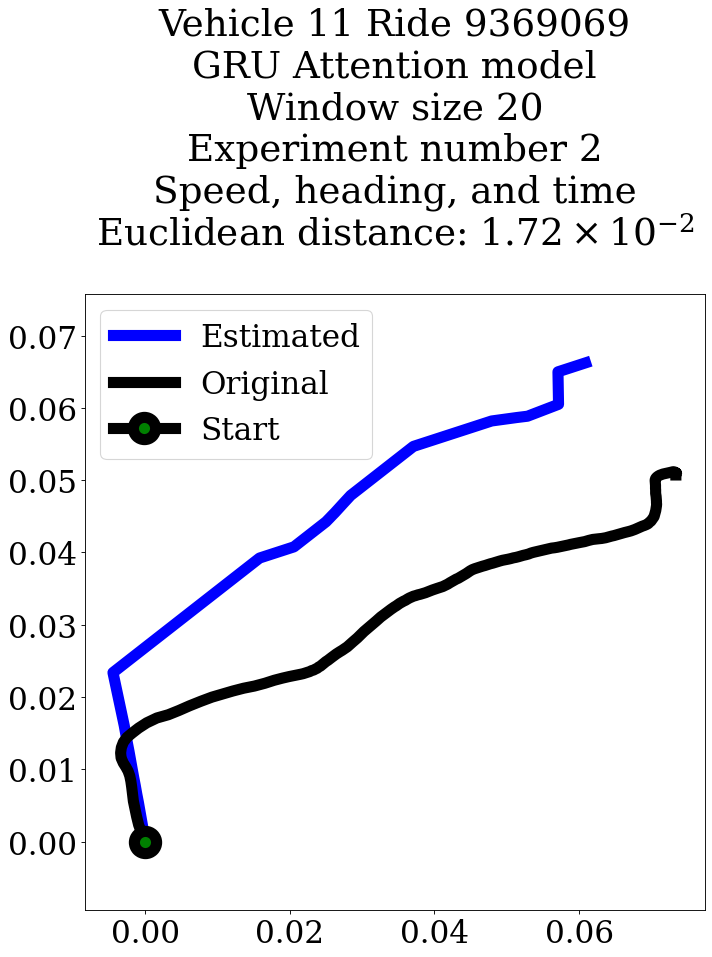 Vehicle 11 Ride 9369069
GRU Attention model
Window size 20
Experiment number 2
Speed, heading, and time
Euclidean distance: 1.72 × 10⁻²
Estimated
Original
Start
0.07
0.06
0.05
0.04
0.03
0.02
0.01
0.00
0.00 0.02 0.04 0.06